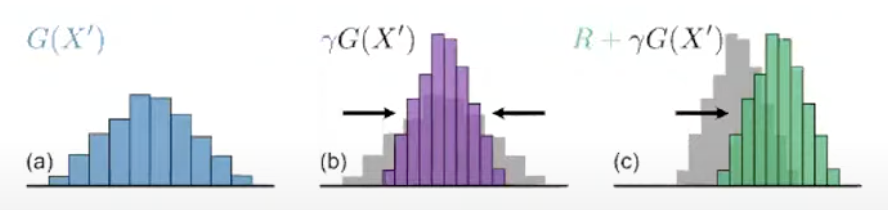 G(X′)
γG(X′)
R + γG(X′)
(a)
(b)
(c)